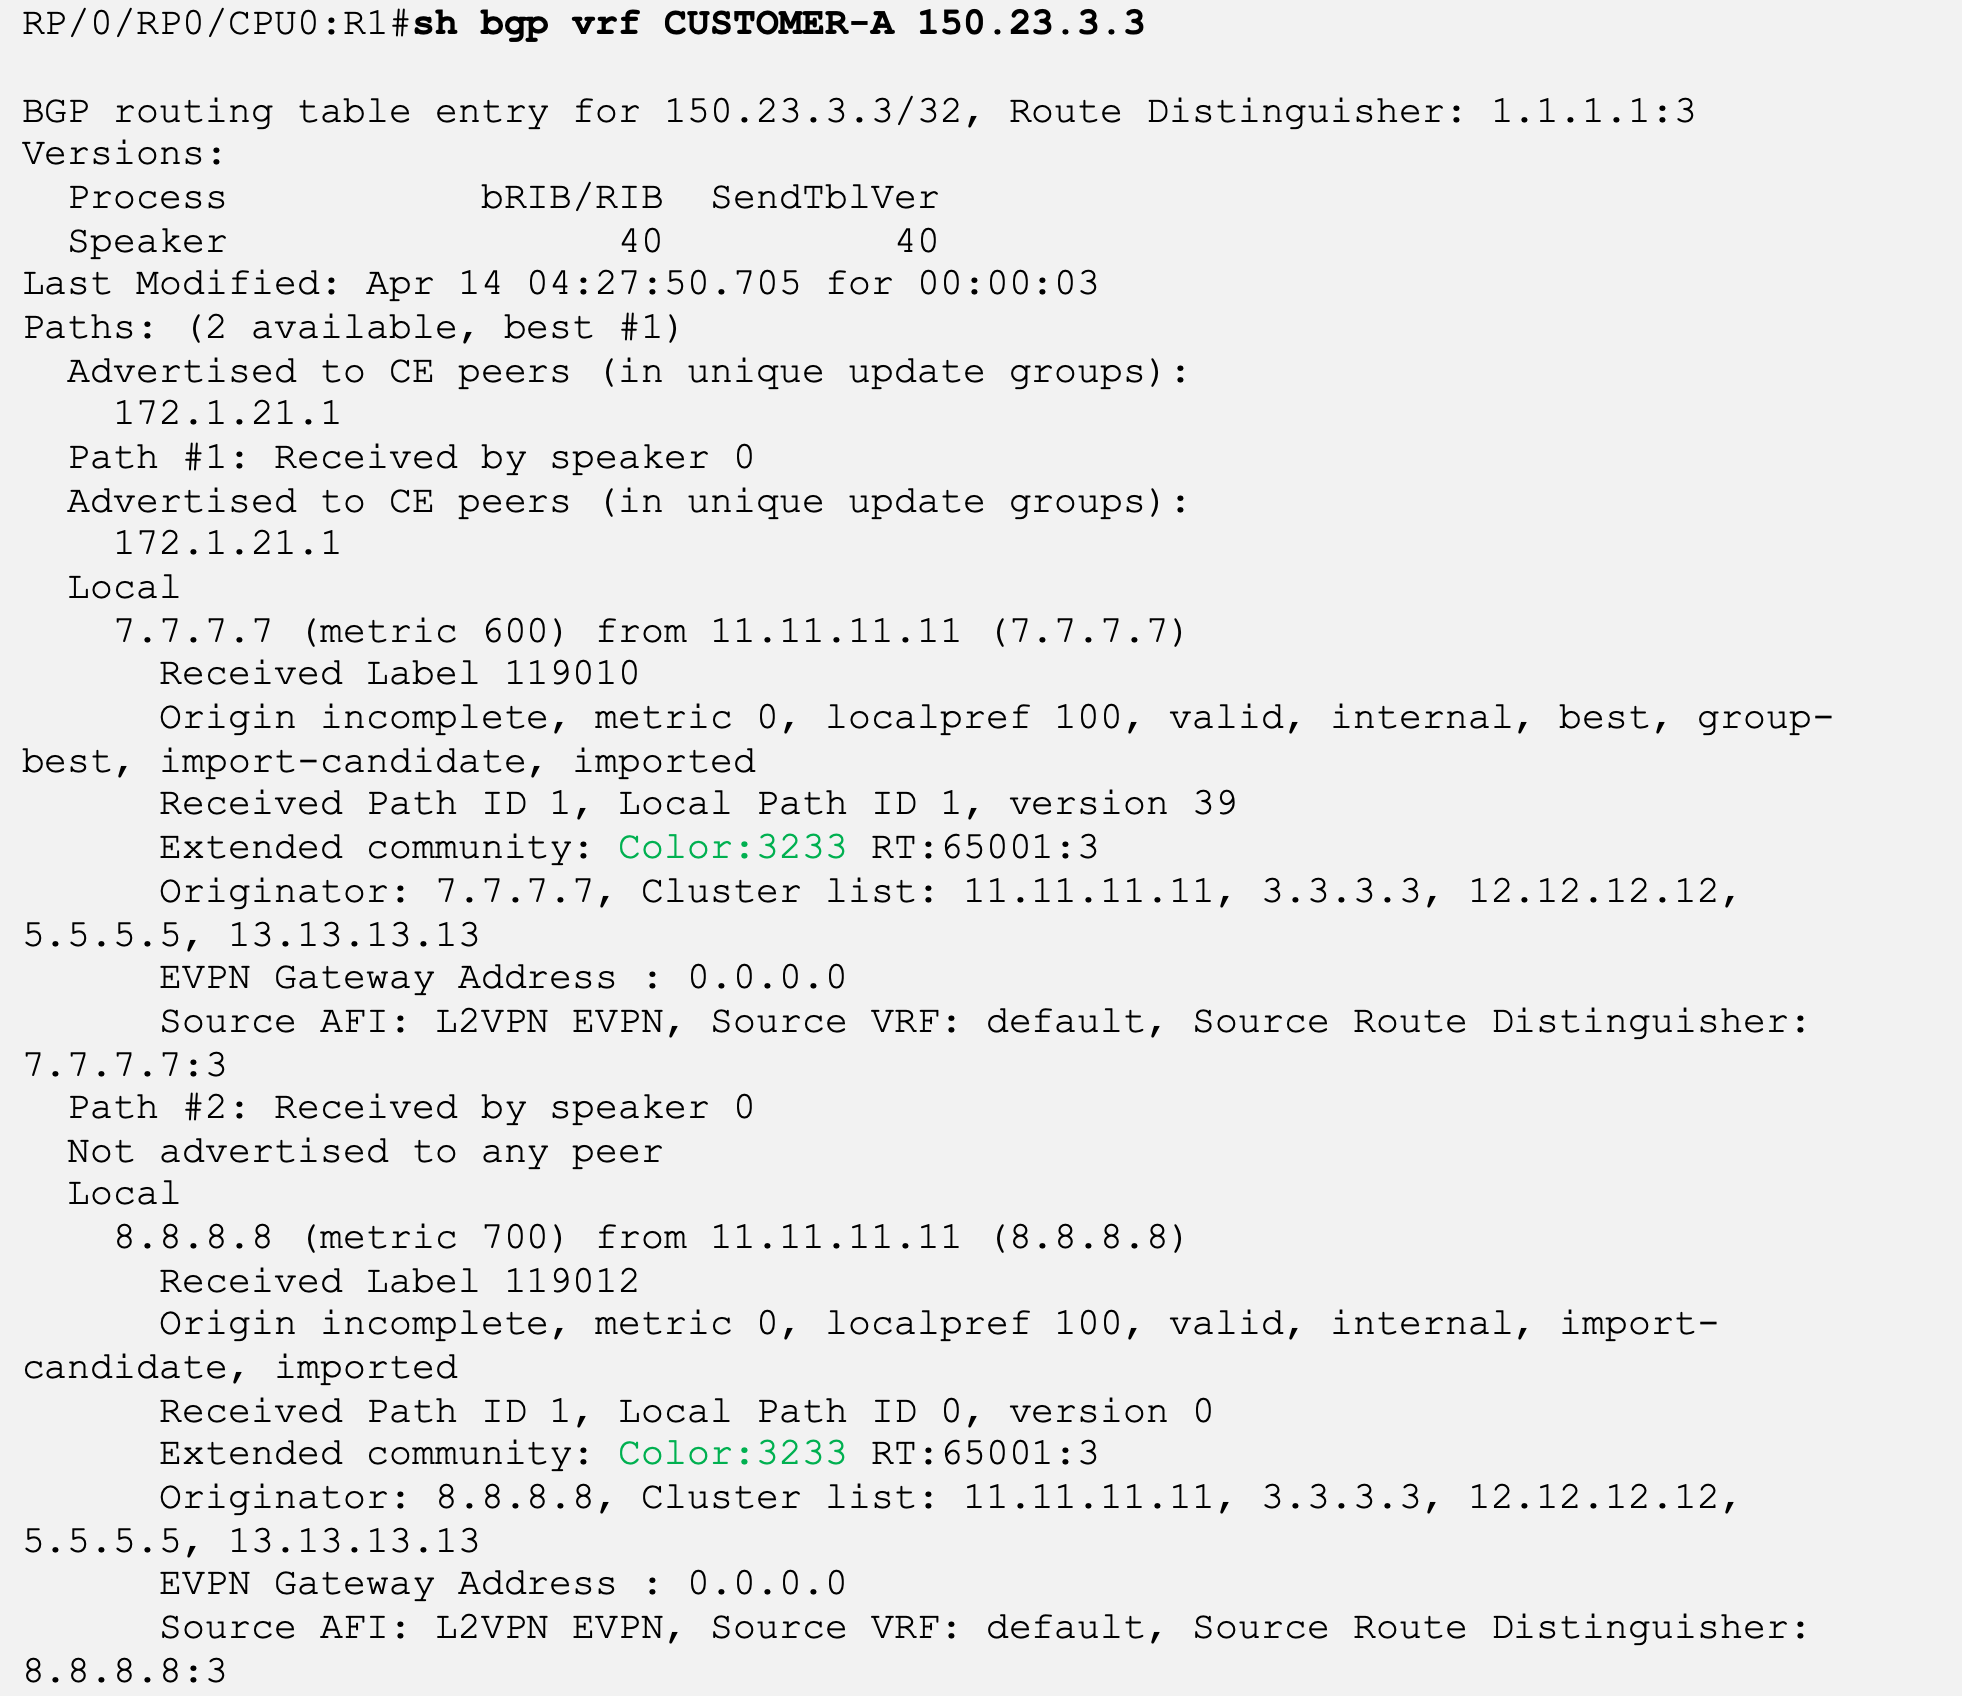 RP/0/RP0/CPU0:R1#sh bgp vrf CUSTOMER-A 150.23.3.3
BGP routing table entry for 150.23.3.3/32, Route Distinguisher: 1.1.1.1:3
Versions:
  Process           bRIB/RIB  SendTblVer
  Speaker                 40          40
Last Modified: Apr 14 04:27:50.705 for 00:00:03
Paths: (2 available, best #1)
  Advertised to CE peers (in unique update groups):
    172.1.21.1
  Path #1: Received by speaker 0
  Advertised to CE peers (in unique update groups):
    172.1.21.1
  Local
    7.7.7.7 (metric 600) from 11.11.11.11 (7.7.7.7)
      Received Label 119010
      Origin incomplete, metric 0, localpref 100, valid, internal, best, group-
best, import-candidate, imported
      Received Path ID 1, Local Path ID 1, version 39
      Extended community: Color:3233 RT:65001:3
      Originator: 7.7.7.7, Cluster list: 11.11.11.11, 3.3.3.3, 12.12.12.12,
5.5.5.5, 13.13.13.13
      EVPN Gateway Address : 0.0.0.0
      Source AFI: L2VPN EVPN, Source VRF: default, Source Route Distinguisher:
7.7.7.7:3
  Path #2: Received by speaker 0
  Not advertised to any peer
  Local
    8.8.8.8 (metric 700) from 11.11.11.11 (8.8.8.8)
      Received Label 119012
      Origin incomplete, metric 0, localpref 100, valid, internal, import-
candidate, imported
      Received Path ID 1, Local Path ID 0, version 0
      Extended community: Color:3233 RT:65001:3
      Originator: 8.8.8.8, Cluster list: 11.11.11.11, 3.3.3.3, 12.12.12.12,
5.5.5.5, 13.13.13.13
      EVPN Gateway Address : 0.0.0.0
      Source AFI: L2VPN EVPN, Source VRF: default, Source Route Distinguisher:
8.8.8.8:3